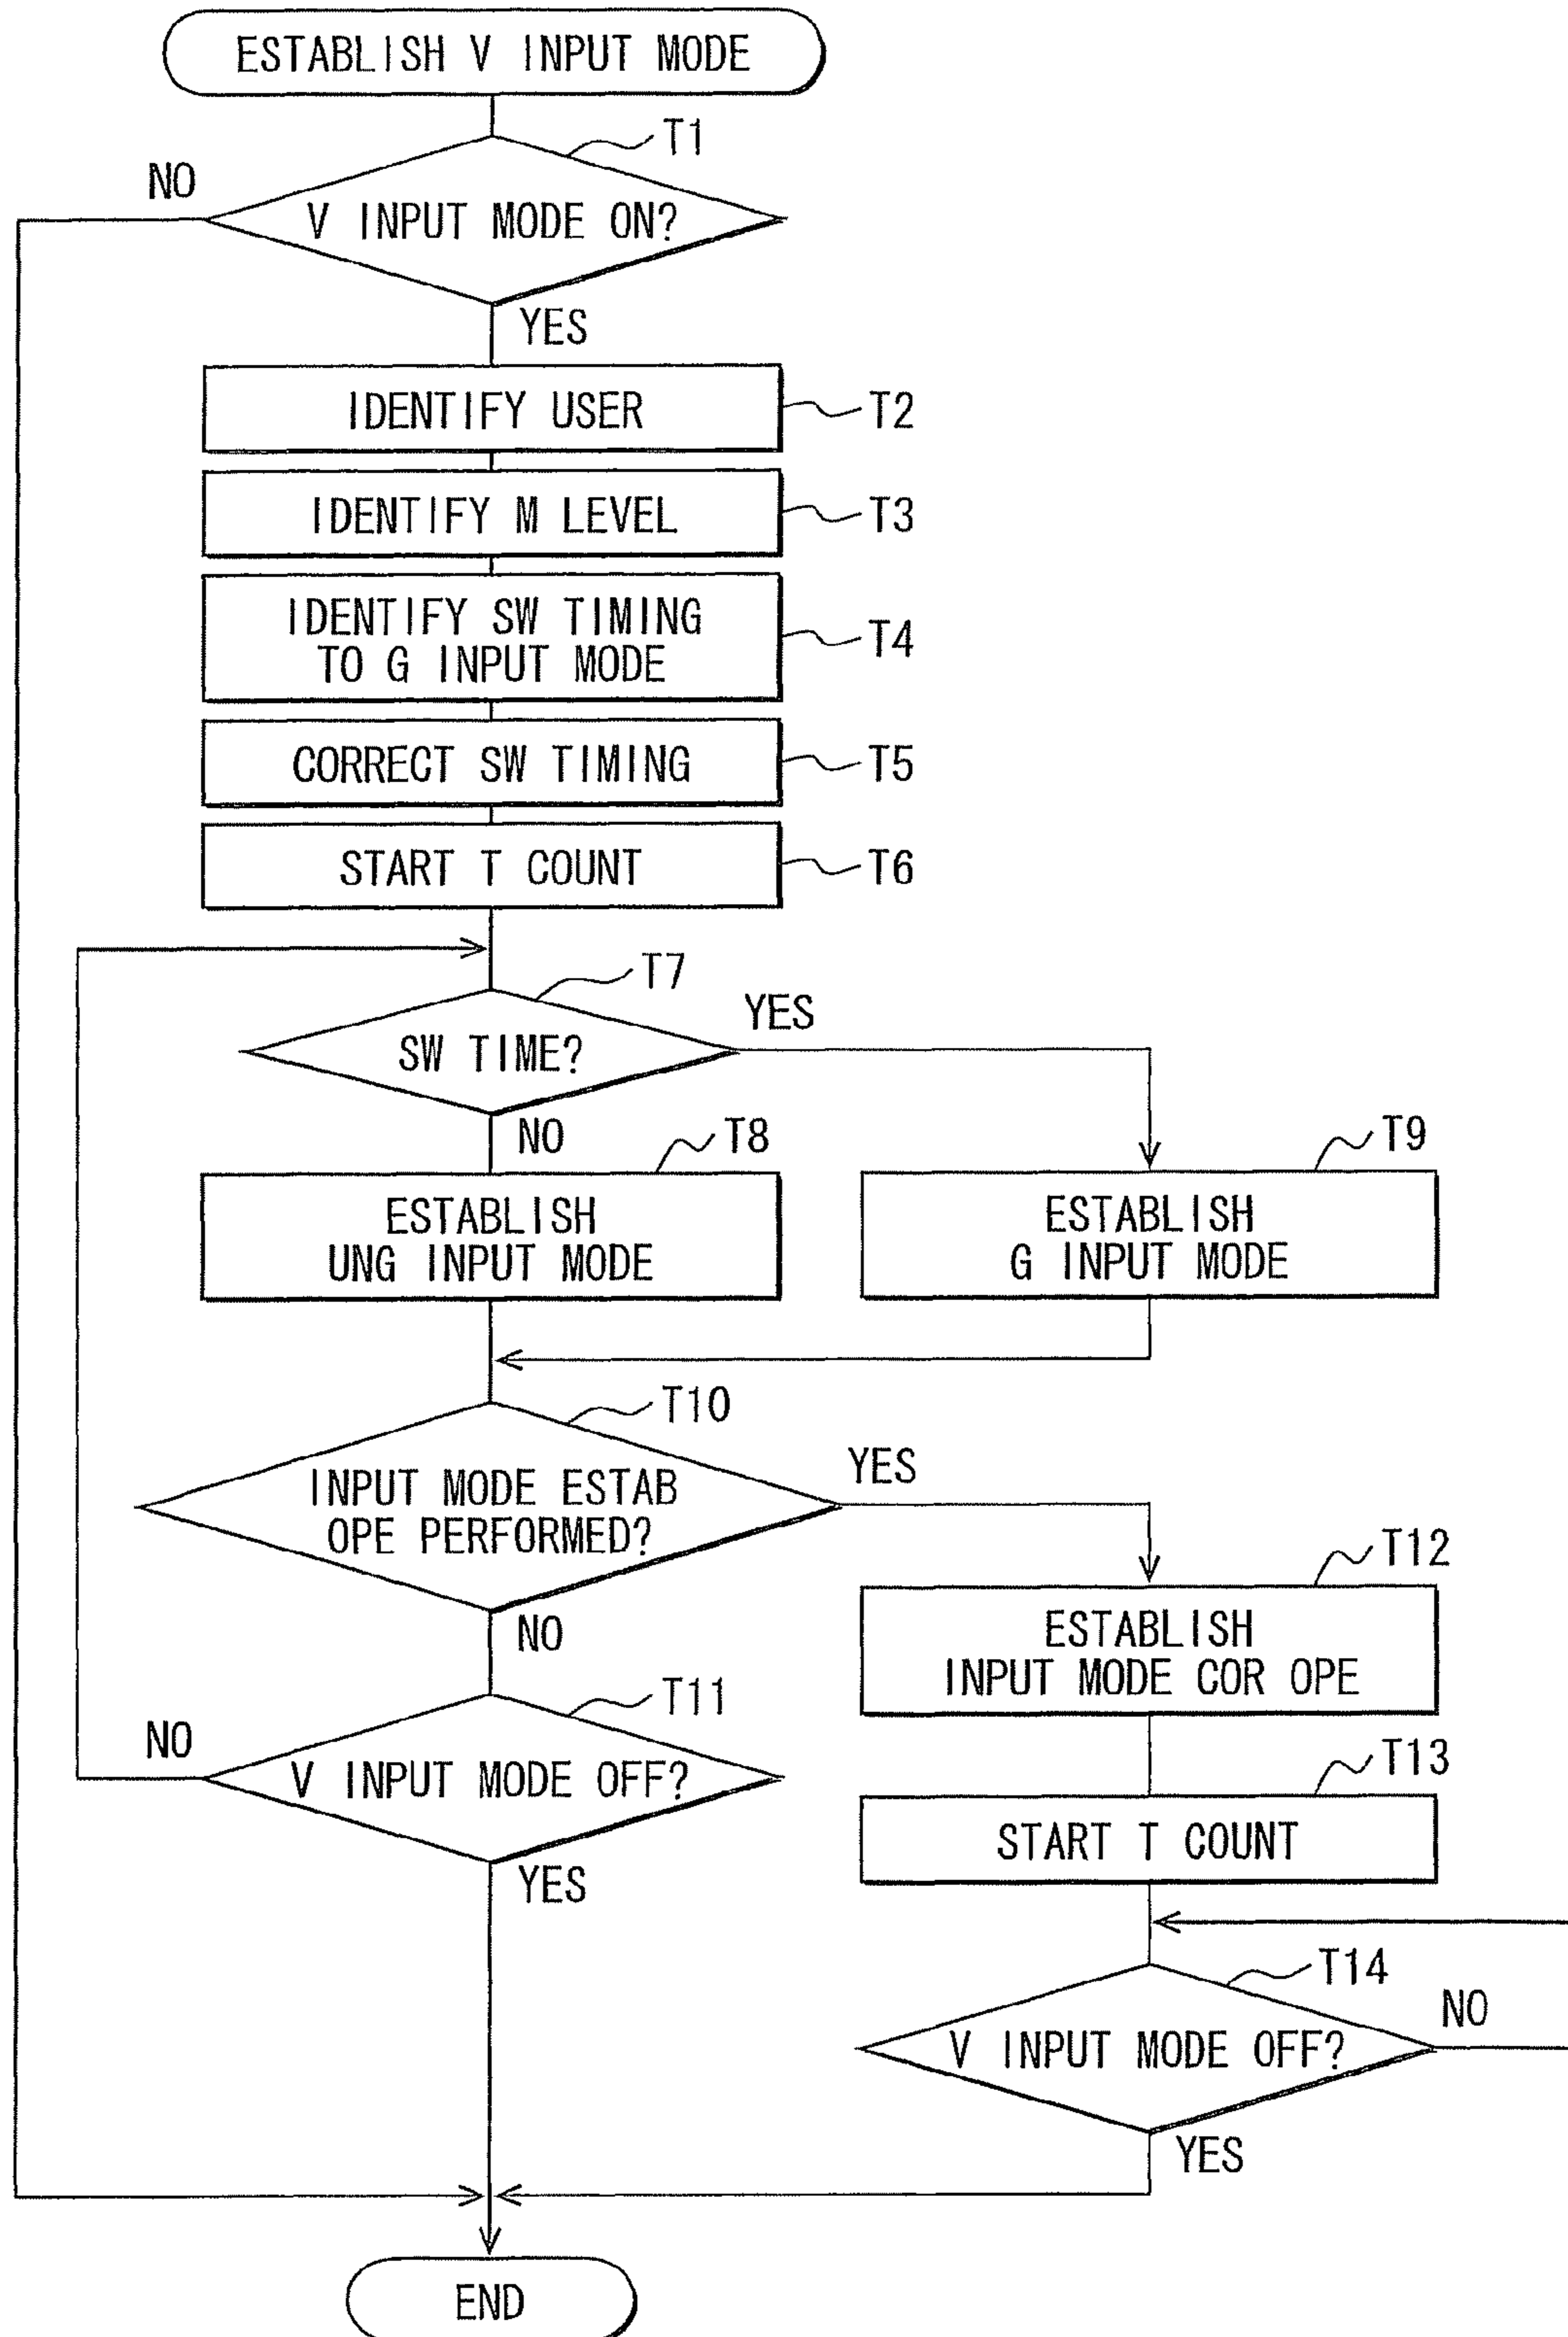 ESTABLISH V INPUT MODE
T1
NO
V INPUT MODE ON?
YES
IDENTIFY USER
T2
IDENTIFY M LEVEL
T3
IDENTIFY SW TIMING
TO G INPUT MODE
T4
CORRECT SW TIMING
T5
START T COUNT
T6
T7
YES
SW TIME?
NO
T8
T9
ESTABLISH
UNG INPUT MODE
ESTABLISH
G INPUT MODE
T10
YES
INPUT MODE ESTAB
OPE PERFORMED?
NO
T12
ESTABLISH
INPUT MODE COR OPE
T11
NO
V INPUT MODE OFF?
YES
T13
START T COUNT
T14
NO
V INPUT MODE OFF?
YES
END